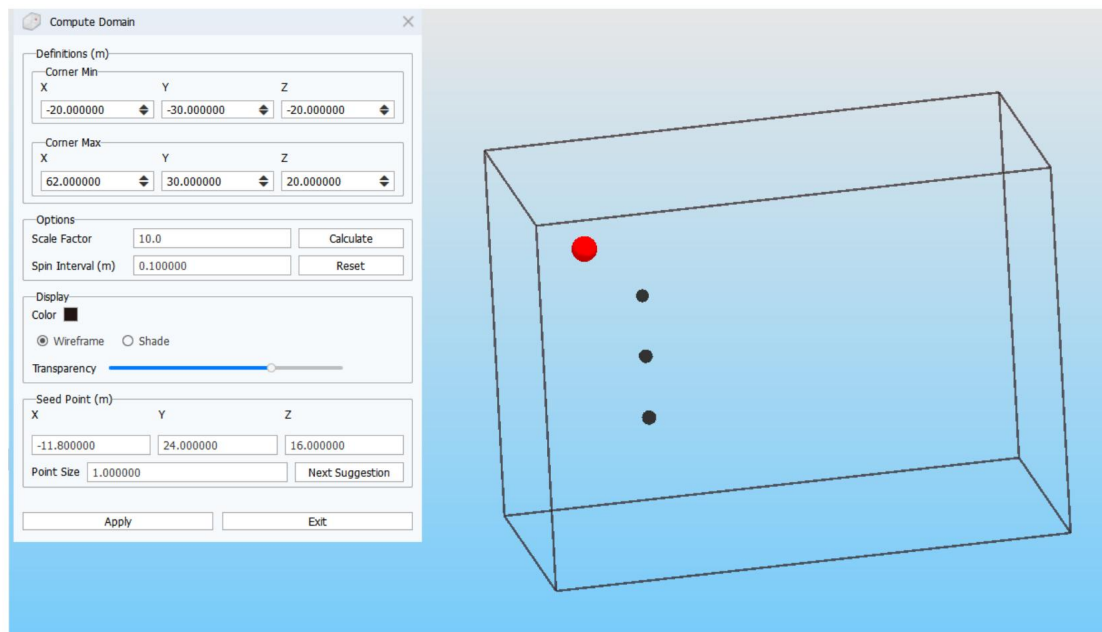 Compute Domain
Definitions (m)
Corner Min
X Y Z
-20.000000 -30.000000 -20.000000
Corner Max
X Y Z
62.000000 30.000000 20.000000
Options
Scale Factor 10.0 Calculate
Spin Interval (m) 0.100000 Reset
Display
Color
Wireframe Shade
Transparency
Seed Point (m)
X Y Z
-11.800000 24.000000 16.000000
Point Size 1.000000 Next Suggestion
Apply Exit